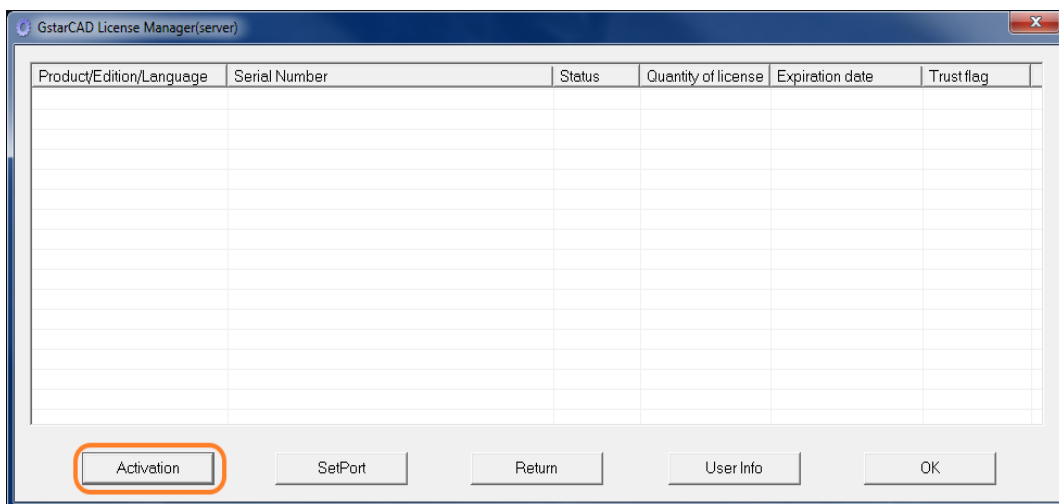 GstarCAD License Manager(server)
Product/Edition/Language Serial Number Status Quantity of license Expiration date Trust flag
Activation SetPort Return User Info OK